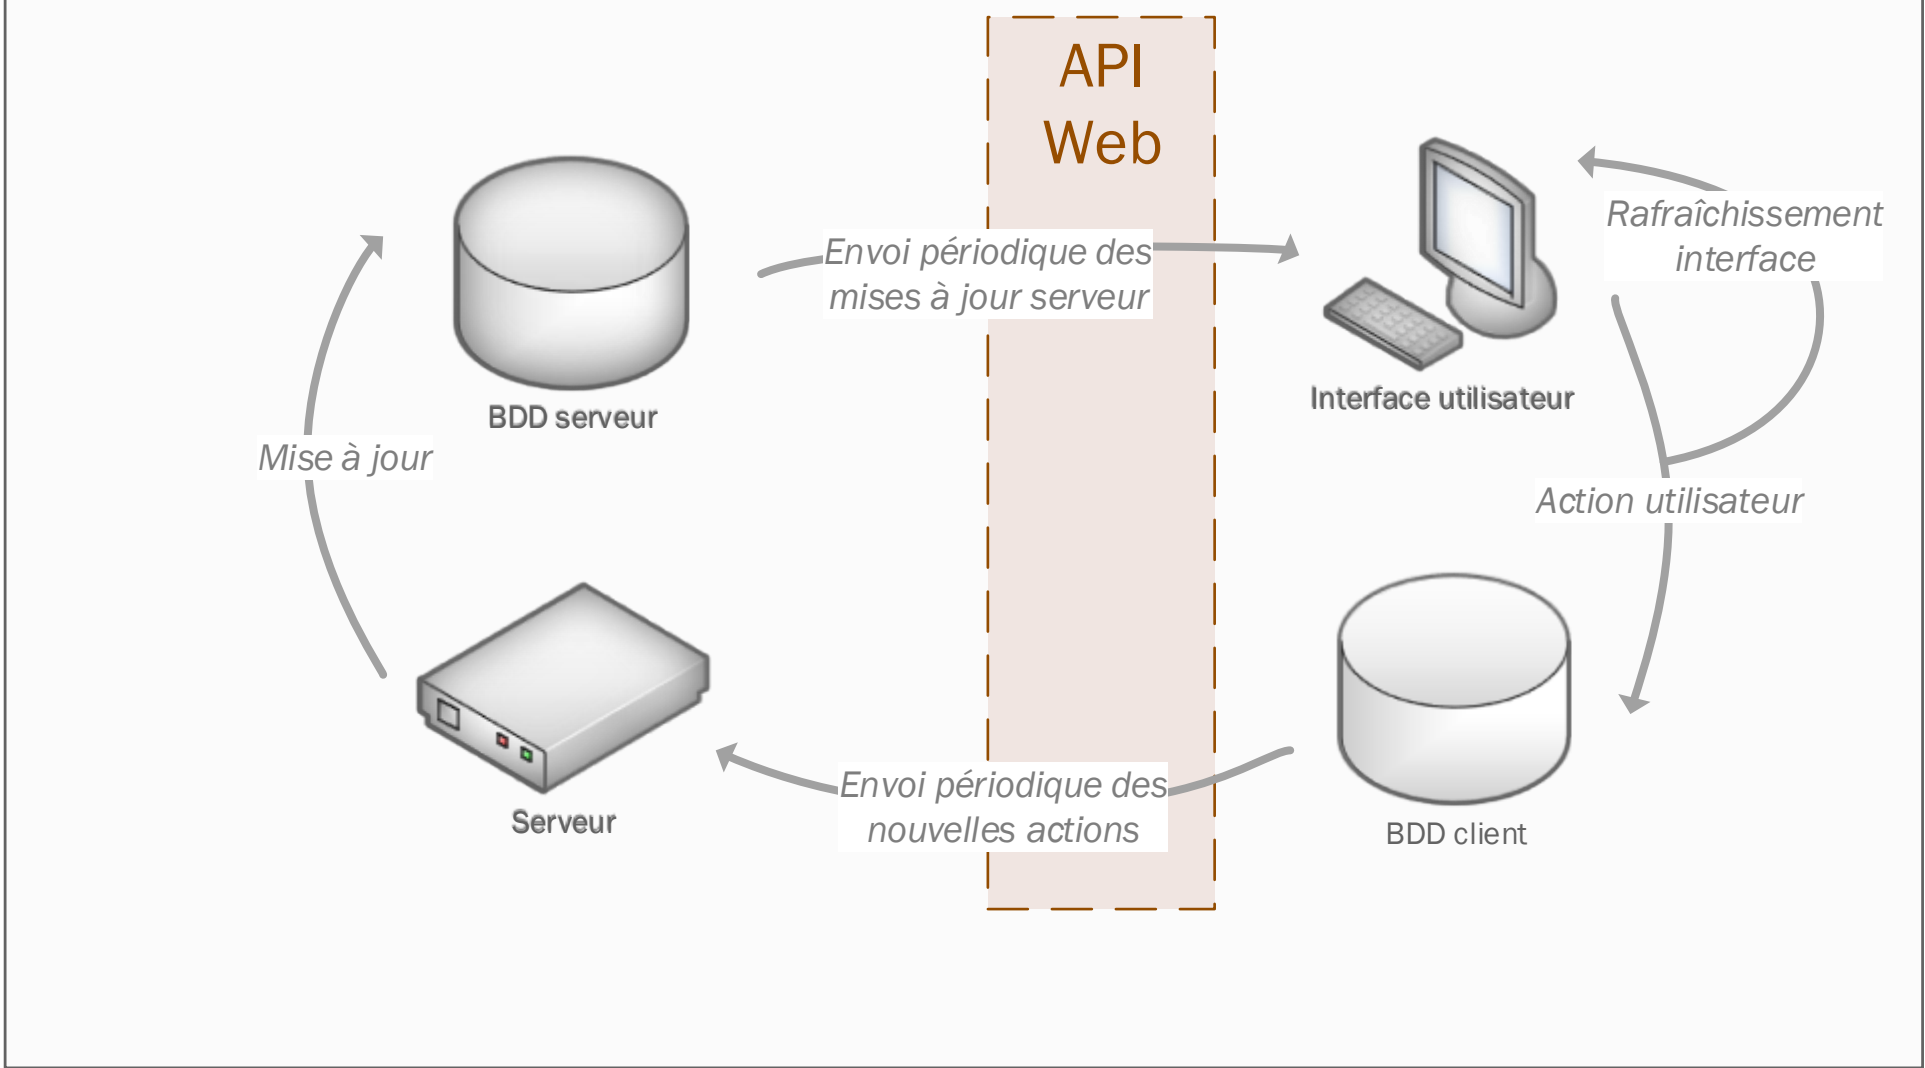 API
Web
Rafraîchissement
interface
Envoi périodique des
mises à jour serveur
Interface utilisateur
BDD serveur
Mise à jour
Action utilisateur
Envoi périodique des
nouvelles actions
Serveur
BDD client